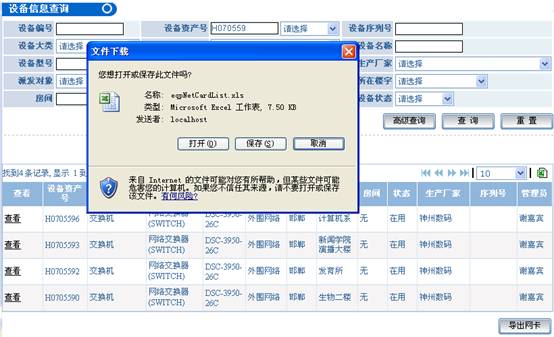 设备信息查询
设备编号 设备资产号 H070559 请选择 设备序列号
设备大类 请选择 设备名称
设备型号 生产厂家 请选择
派发对象 请选择 所在楼宇 请选择
房间 设备状态 请选择
高级查询 查 询 重 置
文件下载
您想打开或保存此文件吗?
名称: eqpNetCardList.xls
类型: Microsoft Excel 工作表, 7.50 KB
发送者: localhost
打开(O) 保存(S) 取消
来自 Internet 的文件可能对您有所帮助,但某些文件可能
危害您的计算机。如果您不信任其来源,请不要打开或保存
该文件。有何风险?
找到4条记录, 显示 1 到 10
查看 设备资产号 房间 状态 生产厂家 序列号 管理员
查看 H0705596 交换机 网络交换器(SWITCH) DSC-3950-26C 外围网络 邯郸 计算机系 无 在用 神州数码 谢嘉宾
查看 H0705593 交换机 网络交换器(SWITCH) DSC-3950-26C 外围网络 邯郸 新闻学院演播大楼 无 在用 神州数码 谢嘉宾
查看 H0705592 交换机 网络交换器(SWITCH) DSC-3950-26C 外围网络 邯郸 发育所 无 在用 神州数码 谢嘉宾
查看 H0705590 交换机 网络交换器(SWITCH) DSC-3950-26C 外围网络 邯郸 生物二楼 无 在用 神州数码 谢嘉宾
导出网卡